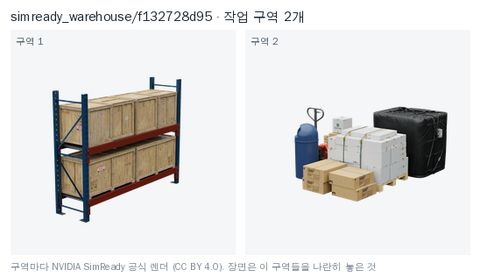 simready_warehouse/f132728d95 · 작업 구역 2개
구역 1
구역 2
구역마다 NVIDIA SimReady 공식 렌더 (CC BY 4.0). 장면은 이 구역들을 나란히 놓은 것